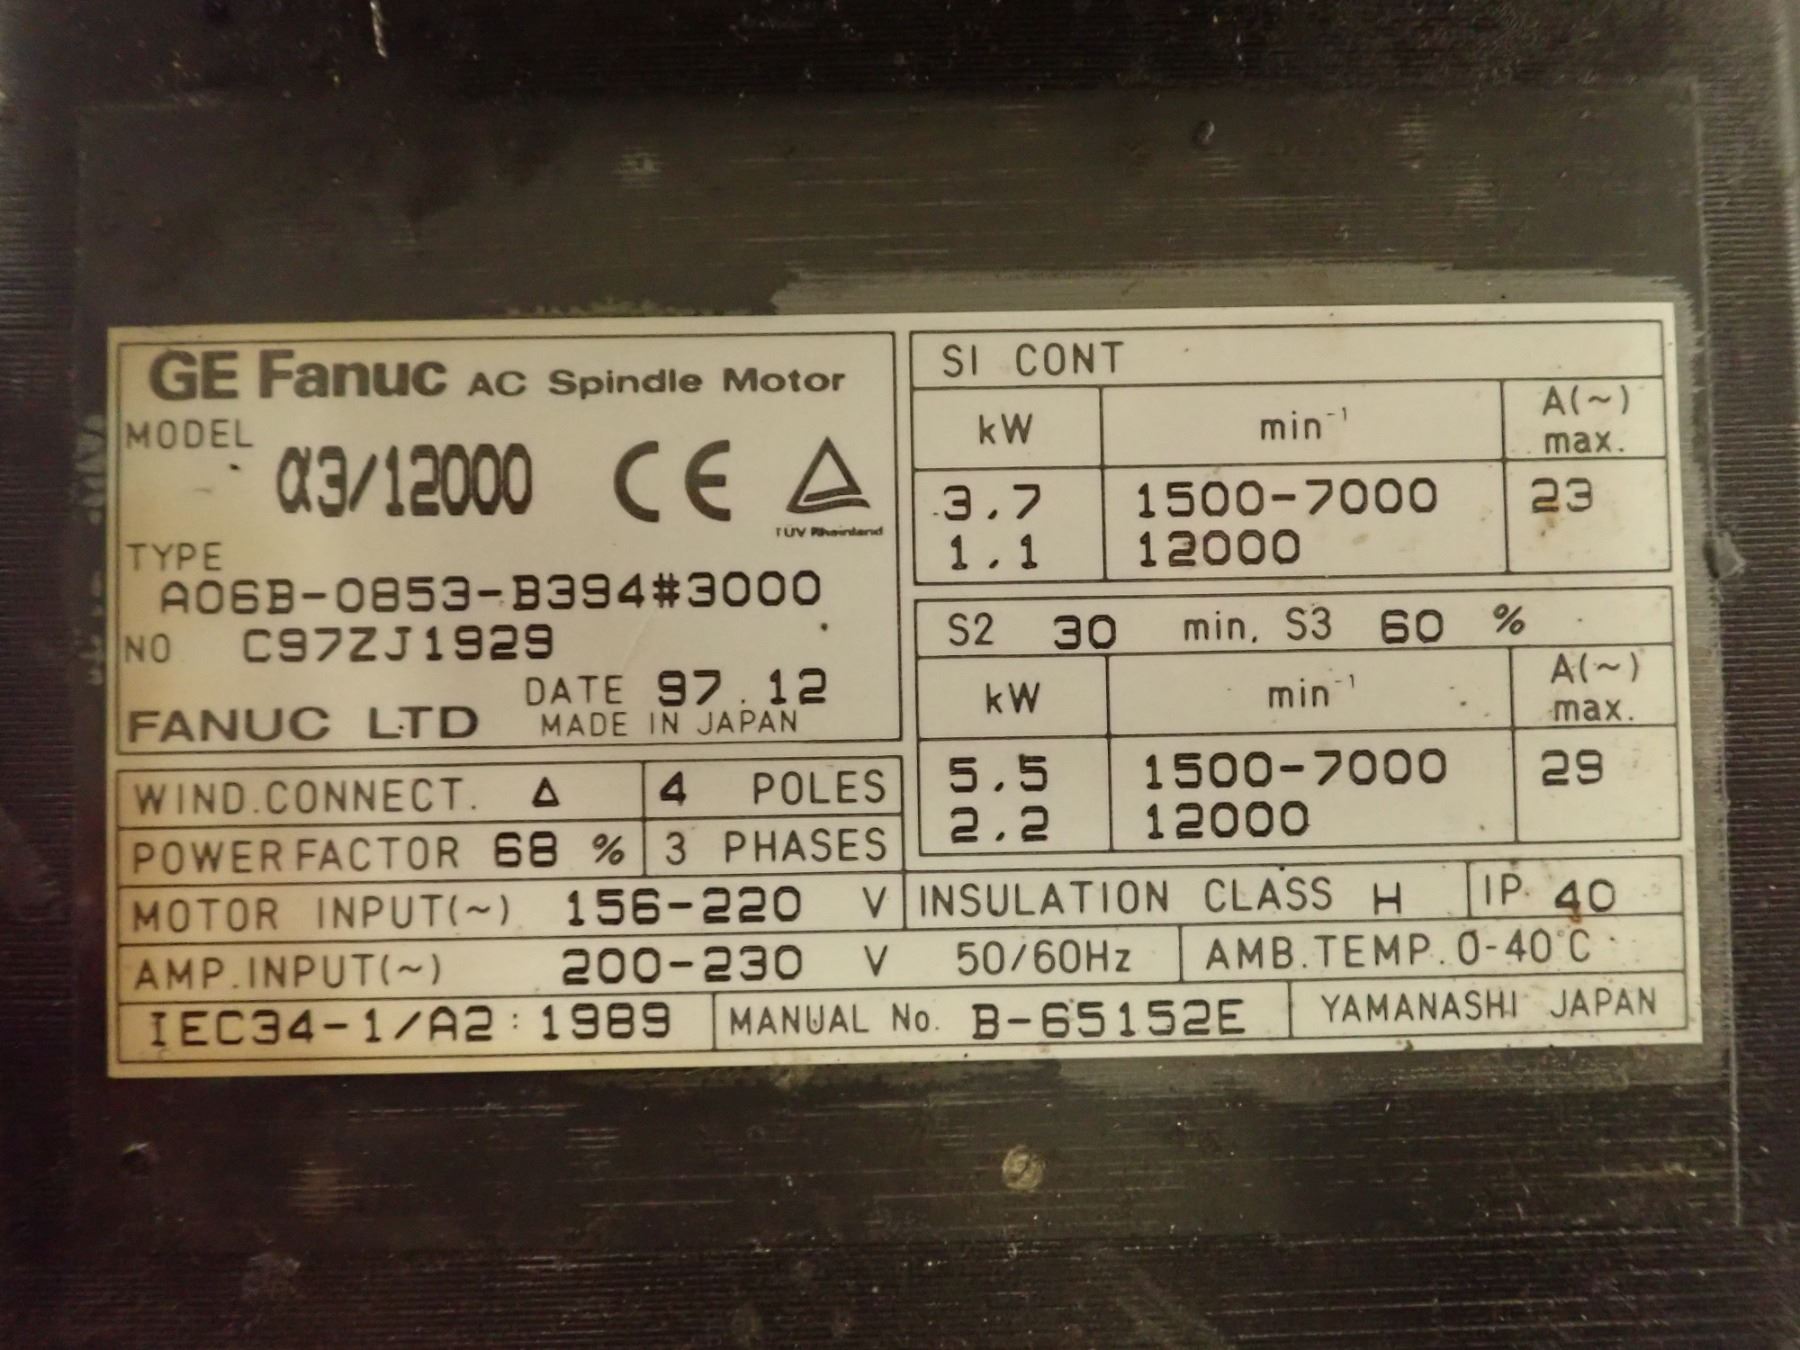 GE Fanuc AC Spindle Motor
MODEL
α3/12000 CE
TÜV Rheinland
TYPE
A06B-0853-B394#3000
NO C97ZJ1929
DATE 97.12
FANUC LTD MADE IN JAPAN
WIND.CONNECT. Δ 4 POLES
POWER FACTOR 68 % 3 PHASES
SI CONT
kW min⁻¹ A(~) max.
3.7 1500-7000 23
1.1 12000
S2 30 min. S3 60 %
kW min⁻¹ A(~) max.
5.5 1500-7000 29
2.2 12000
MOTOR INPUT(~) 156-220 V INSULATION CLASS H IP 40
AMP.INPUT(~) 200-230 V 50/60Hz AMB.TEMP. 0-40°C
IEC34-1/A2:1989 MANUAL No. B-65152E YAMANASHI JAPAN